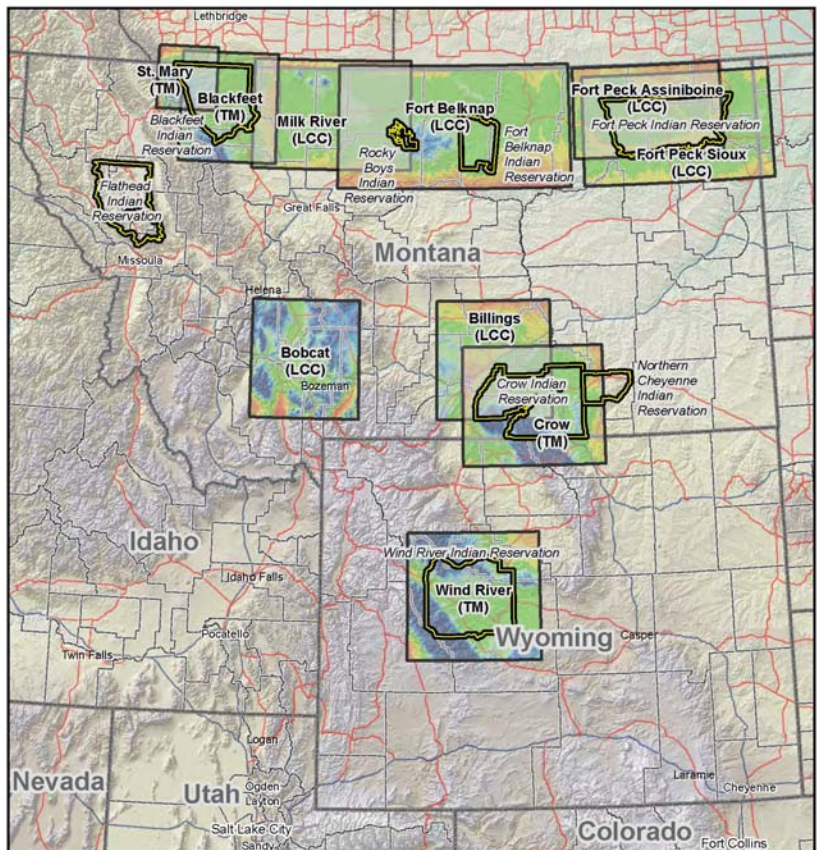 Lethbridge
St. Mary
(TM)
Blackfeet
(TM)
Blackfeet
Indian
Reservation
Milk River
(LCC)
Fort Belknap
(LCC)
Rocky
Boys
Indian
Reservation
Fort
Belknap
Indian
Reservation
Fort Peck Assiniboine
(LCC)
Fort Peck Indian Reservation
Fort Peck Sioux
(LCC)
Flathead
Indian
Reservation
Great Falls
Missoula
Montana
Helena
Bobcat
(LCC)
Bozeman
Billings
(LCC)
Crow Indian
Reservation
Crow
(TM)
Northern
Cheyenne
Indian
Reservation
Idaho
Wind River Indian Reservation
Wind River
(TM)
Idaho Falls
Pocatello
Wyoming
Casper
Twin Falls
Logan
Nevada
Utah
Ogden
Layton
Laramie
Cheyenne
Salt Lake City
Sandy
Colorado
Fort Collins